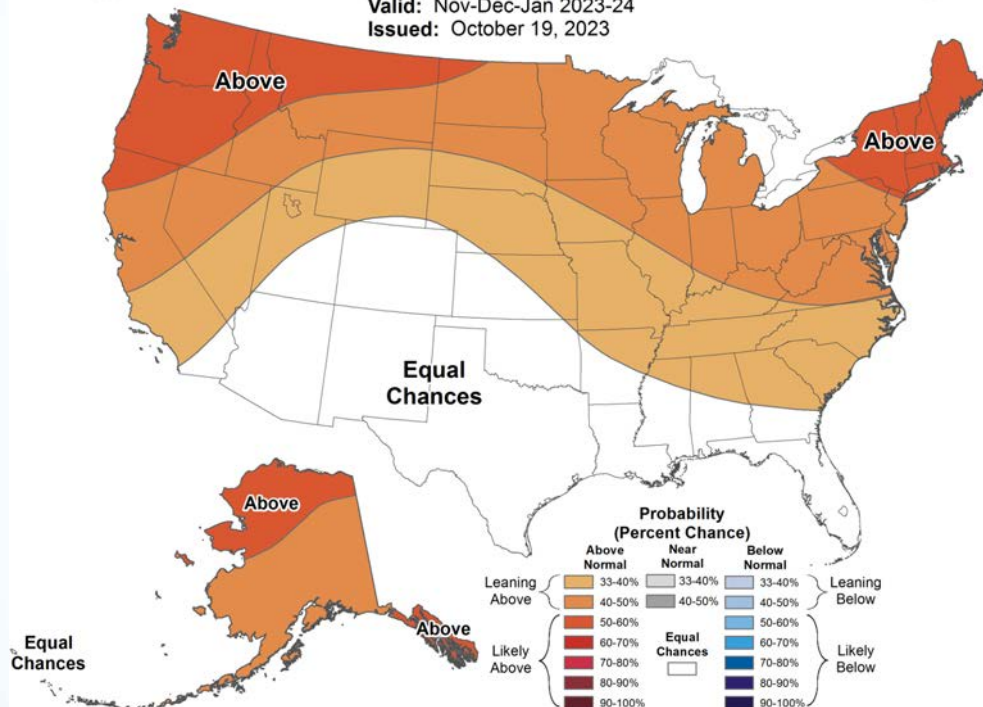 Valid: Nov-Dec-Jan 2023-24
Issued: October 19, 2023
Above
Above
Equal
Chances
Above
Above
Equal
Chances
Probability
(Percent Chance)
Above
Normal
Near
Normal
Below
Normal
Leaning
Above
33-40%
33-40%
33-40%
Leaning
Below
40-50%
40-50%
40-50%
Likely
Above
50-60%
60-70%
70-80%
80-90%
90-100%
Equal
Chances
50-60%
60-70%
70-80%
80-90%
90-100%
Likely
Below